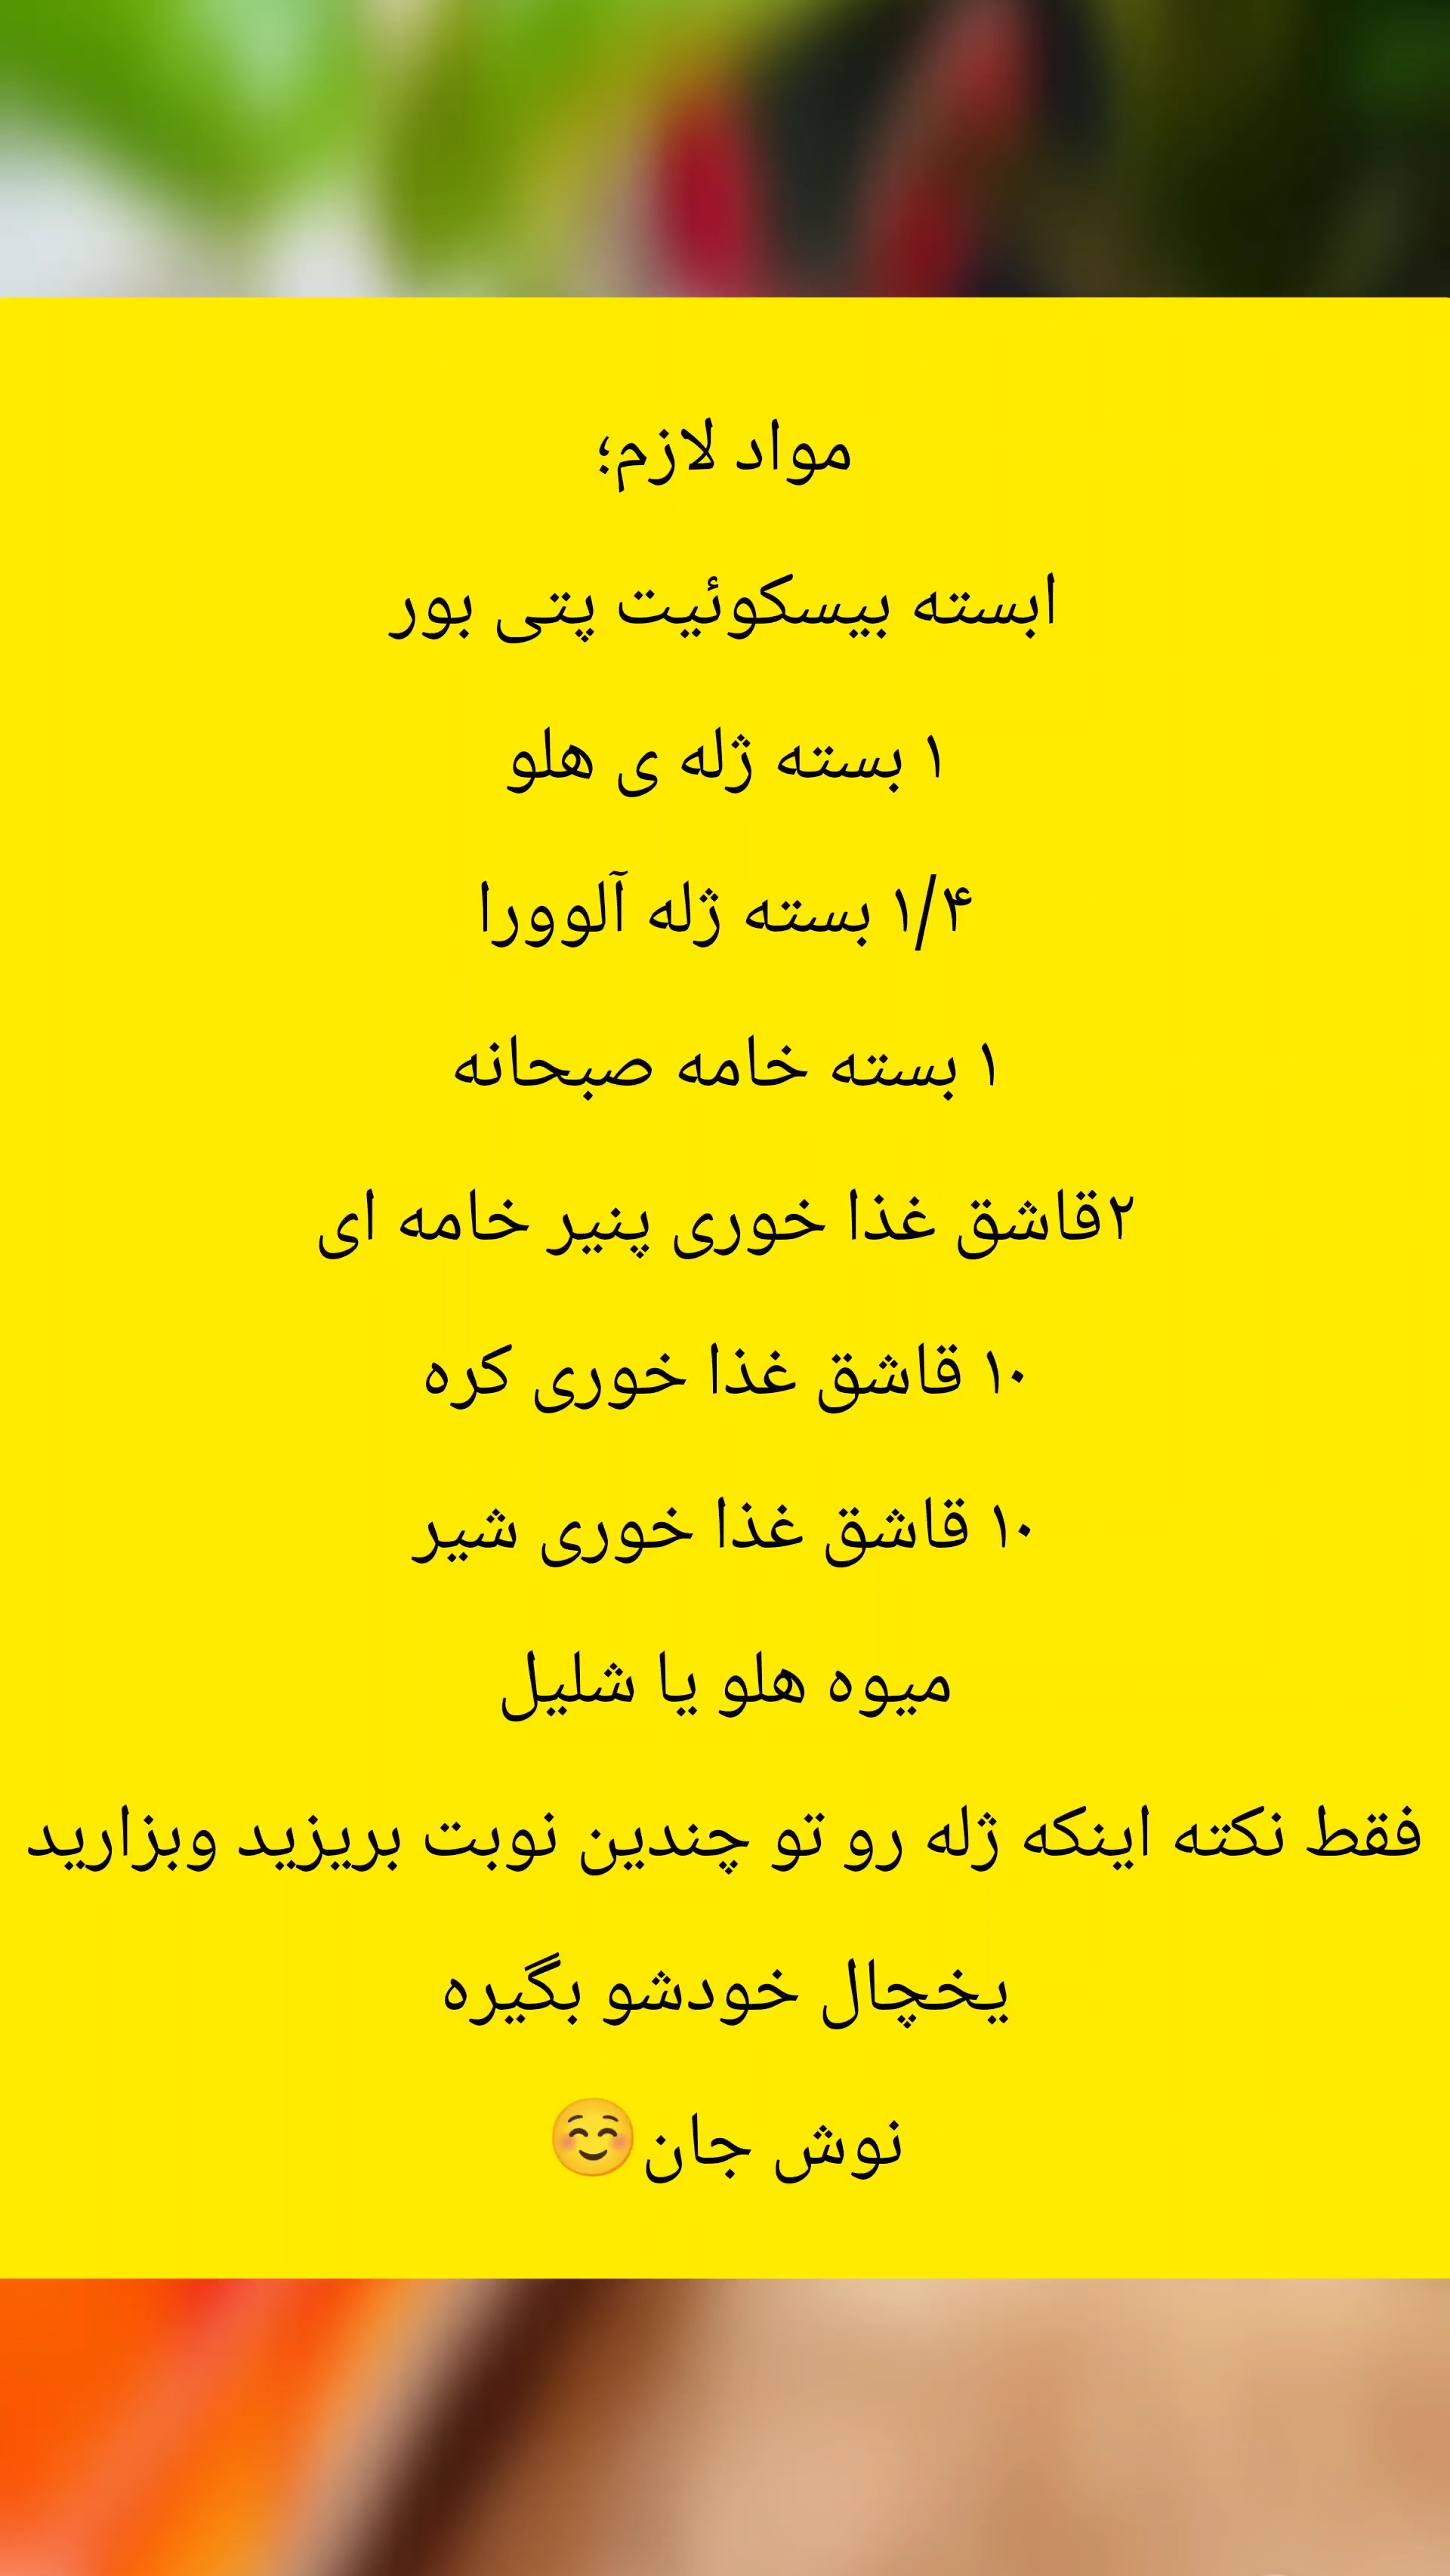 مواد لازم؛
ابسته بیسکوئیت پتی بور
۱ بسته ژله ی هلو
۱/۴ بسته ژله آلوورا
۱ بسته خامه صبحانه
۲قاشق غذا خوری پنیر خامه ای
۱۰ قاشق غذا خوری کره
۱۰ قاشق غذا خوری شیر
میوه هلو یا شلیل
فقط نکته اینکه ژله رو تو چندین نوبت بریزید وبزارید
یخچال خودشو بگیره
نوش جان☺️